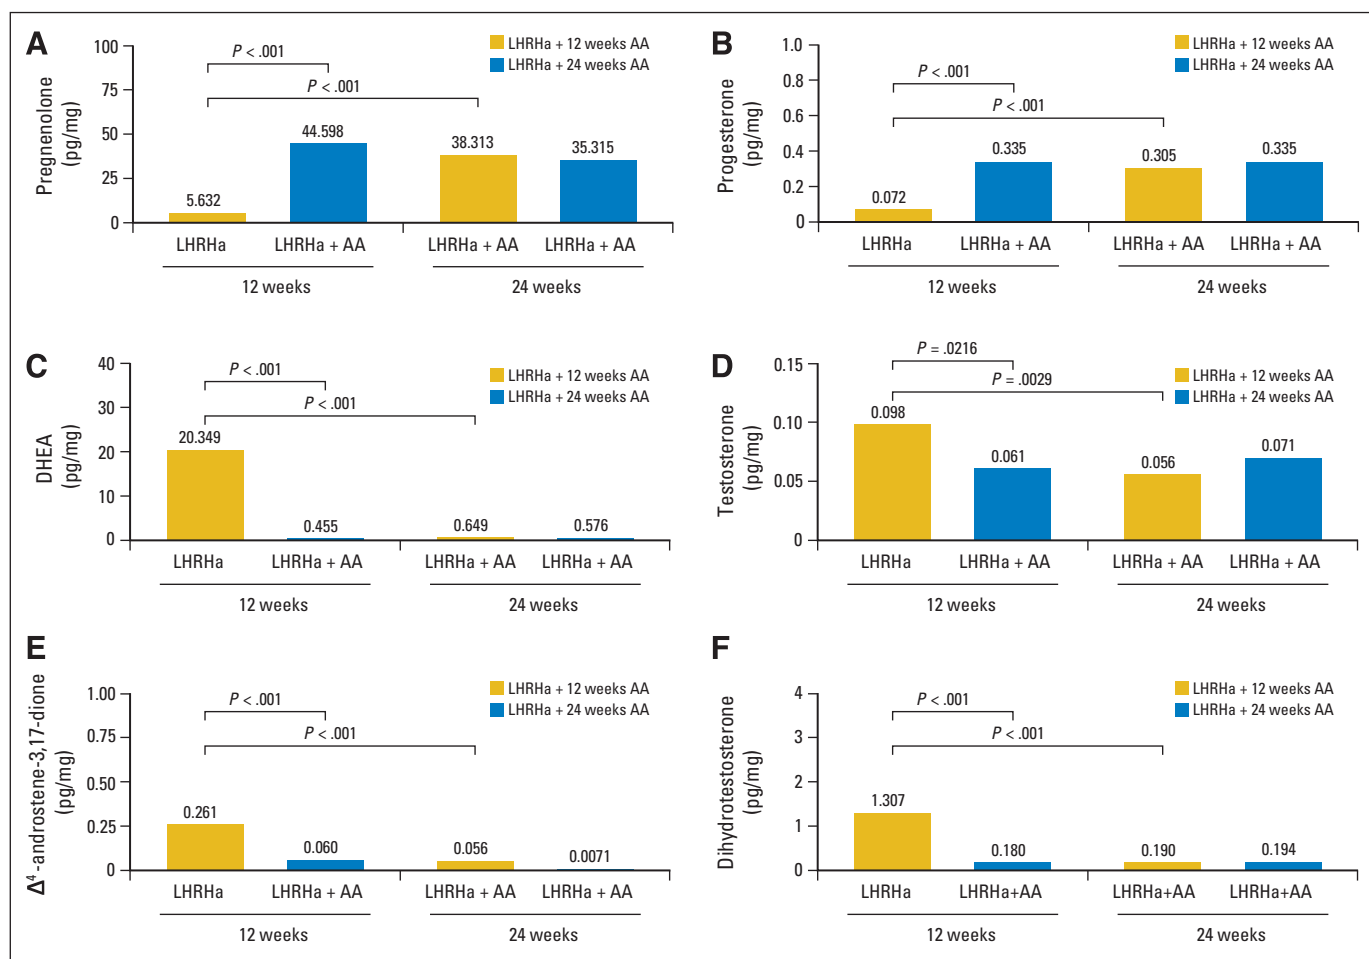 A
Pregnenolone
(pg/mg)
100
75
50
25
0
P < .001
P < .001
LHRHa + 12 weeks AA
LHRHa + 24 weeks AA
5.632
44.598
38.313
35.315
LHRHa
LHRHa + AA
LHRHa + AA
LHRHa + AA
12 weeks
24 weeks
B
Progesterone
(pg/mg)
1.0
0.8
0.6
0.4
0.2
0
P < .001
P < .001
LHRHa + 12 weeks AA
LHRHa + 24 weeks AA
0.072
0.335
0.305
0.335
LHRHa
LHRHa + AA
LHRHa + AA
LHRHa + AA
12 weeks
24 weeks
C
DHEA
(pg/mg)
40
30
20
10
0
P < .001
P < .001
LHRHa + 12 weeks AA
LHRHa + 24 weeks AA
20.349
0.455
0.649
0.576
LHRHa
LHRHa + AA
LHRHa + AA
LHRHa + AA
12 weeks
24 weeks
D
Testosterone
(pg/mg)
0.15
0.10
0.05
0
P = .0216
P = .0029
LHRHa + 12 weeks AA
LHRHa + 24 weeks AA
0.098
0.061
0.056
0.071
LHRHa
LHRHa + AA
LHRHa + AA
LHRHa + AA
12 weeks
24 weeks
E
Δ⁴-androstene-3,17-dione
(pg/mg)
1.00
0.75
0.50
0.25
0
P < .001
P < .001
LHRHa + 12 weeks AA
LHRHa + 24 weeks AA
0.261
0.060
0.056
0.0071
LHRHa
LHRHa + AA
LHRHa + AA
LHRHa + AA
12 weeks
24 weeks
F
Dihydrotestosterone
(pg/mg)
4
3
2
1
0
P < .001
P < .001
LHRHa + 12 weeks AA
LHRHa + 24 weeks AA
1.307
0.180
0.190
0.194
LHRHa
LHRHa+AA
LHRHa+AA
LHRHa+AA
12 weeks
24 weeks